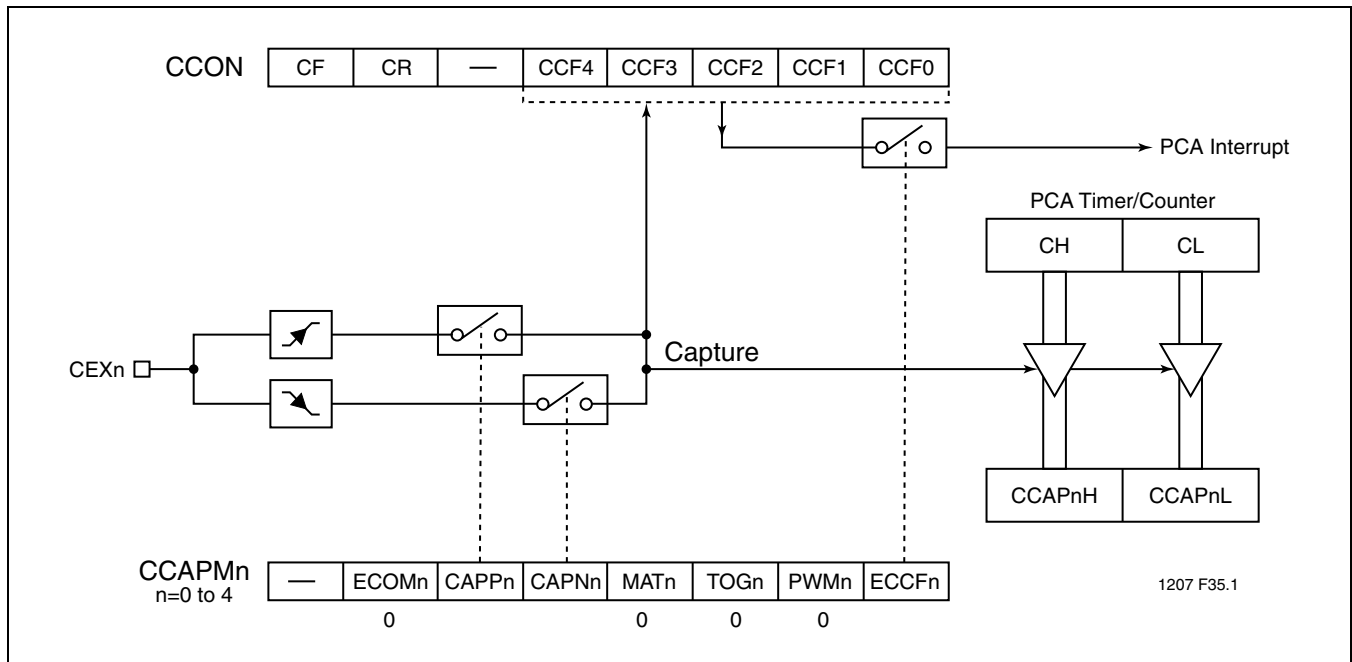 CCON CF CR — CCF4 CCF3 CCF2 CCF1 CCF0
PCA Interrupt
PCA Timer/Counter
CH CL
CEXn
Capture
CCAPnH CCAPnL
CCAPMn — ECOMn CAPPn CAPNn MATn TOGn PWMn ECCFn
n=0 to 4
0 0 0 0
1207 F35.1